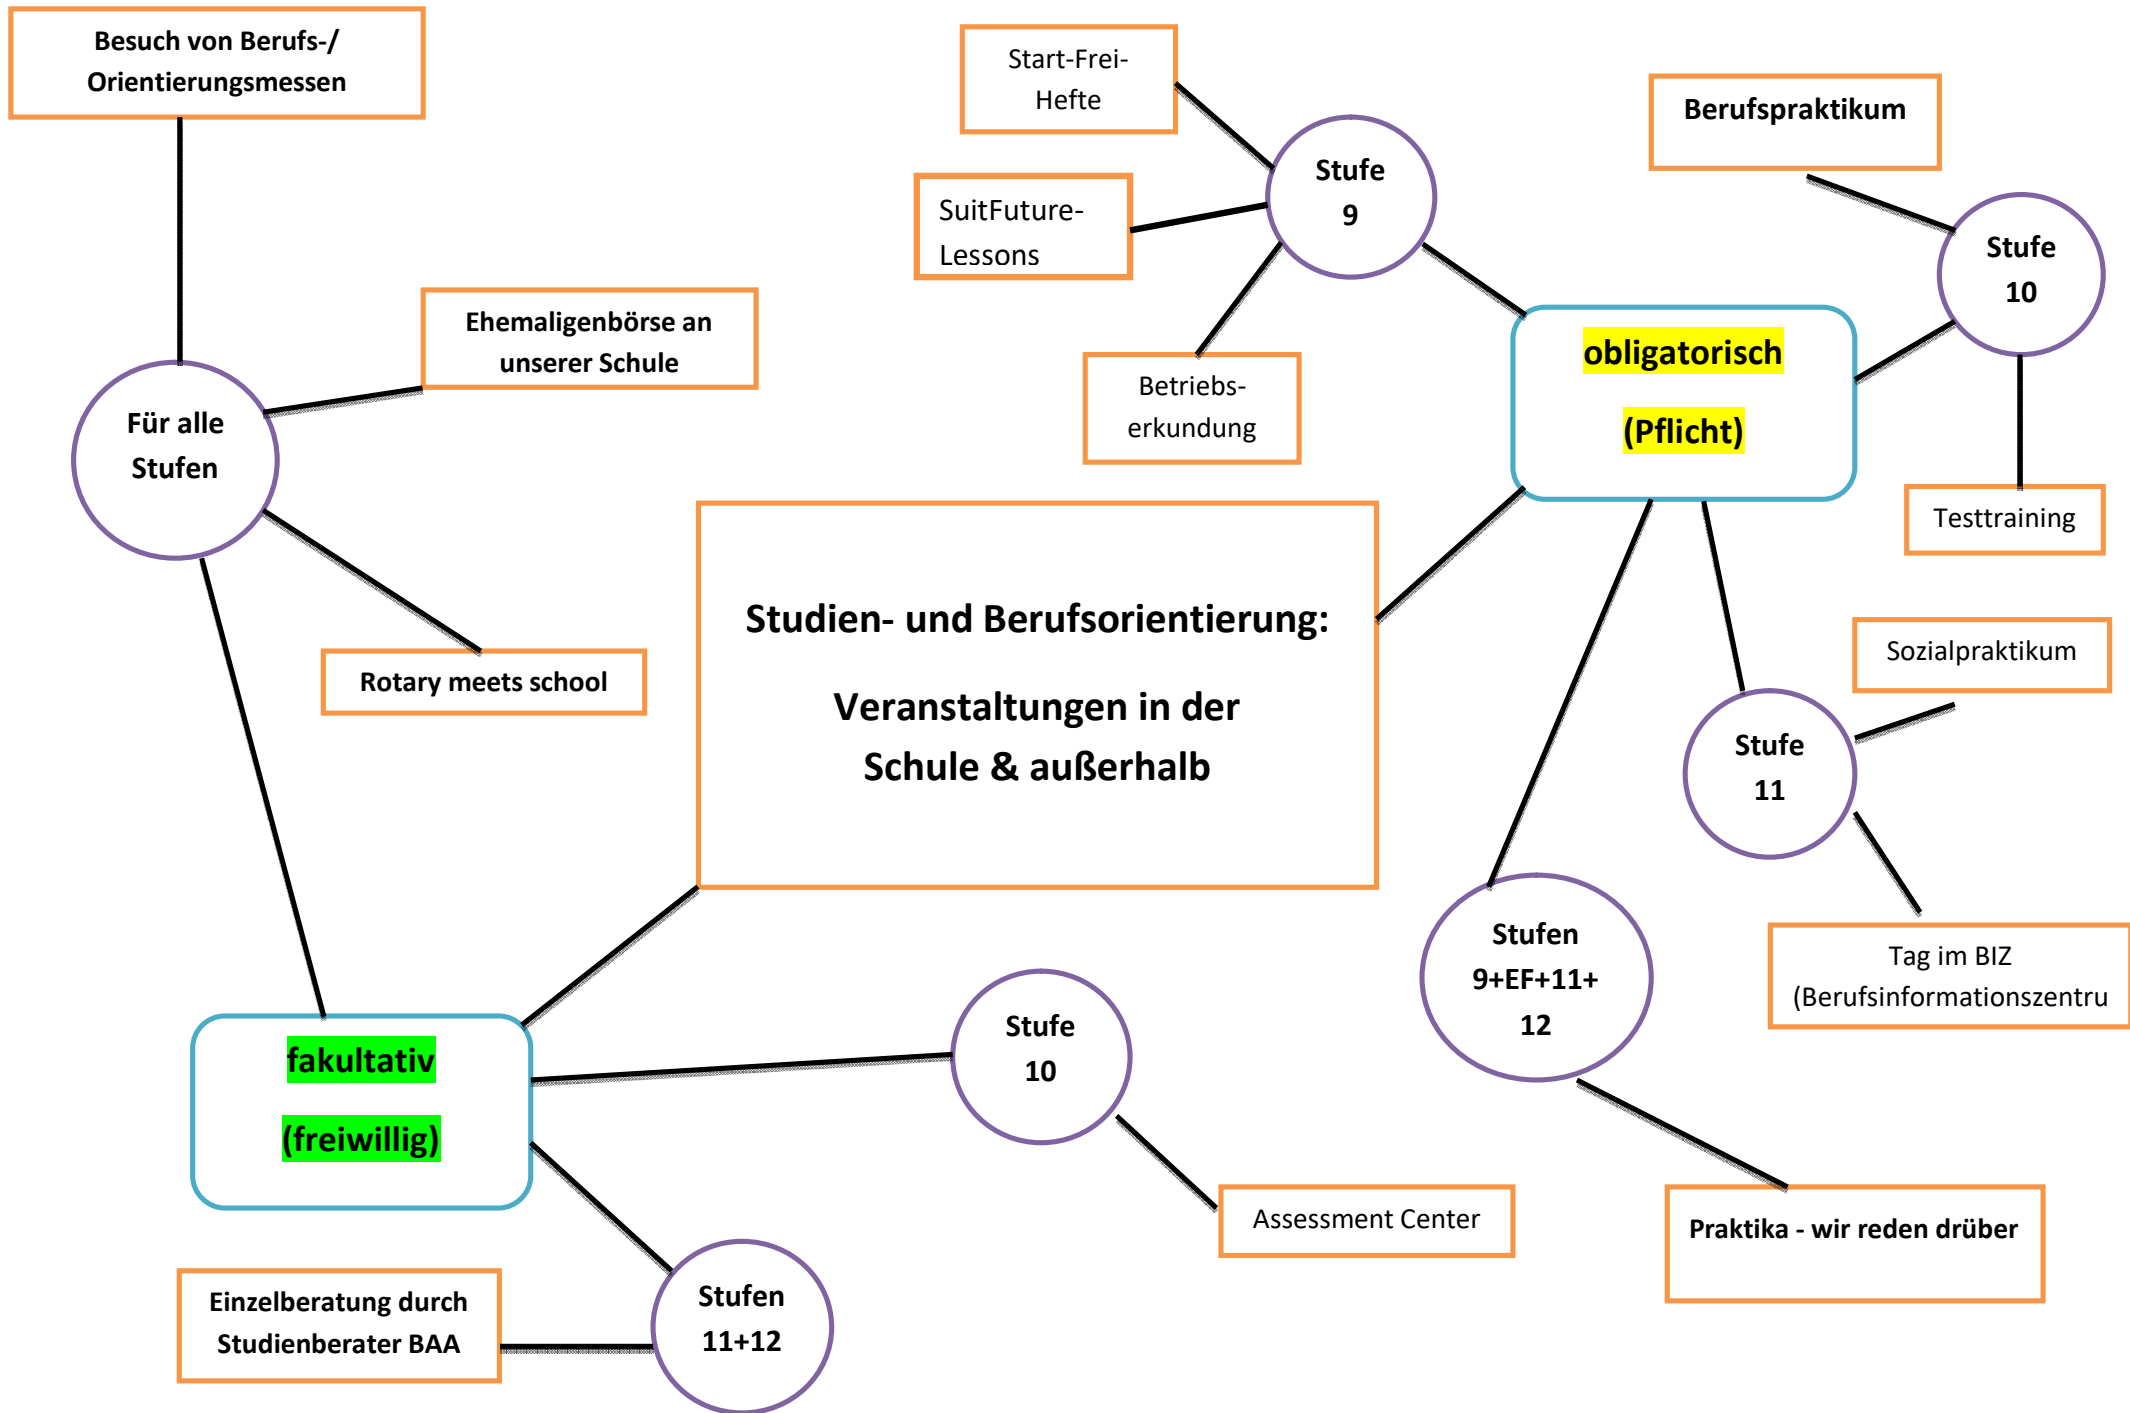 Besuch von Berufs-/
Orientierungsmessen
Start-Frei-
Hefte
Berufspraktikum
Stufe
9
SuitFuture-
Lessons
Stufe
10
Ehemaligenbörse an
unserer Schule
obligatorisch
(Pflicht)
Betriebs-
erkundung
Für alle
Stufen
Testtraining
Studien- und Berufsorientierung:
Veranstaltungen in der
Schule & außerhalb
Rotary meets school
Sozialpraktikum
Stufe
11
Stufen
9+EF+11+
12
Tag im BIZ
(Berufsinformationszentru
fakultativ
(freiwillig)
Stufe
10
Assessment Center
Praktika - wir reden drüber
Einzelberatung durch
Studienberater BAA
Stufen
11+12